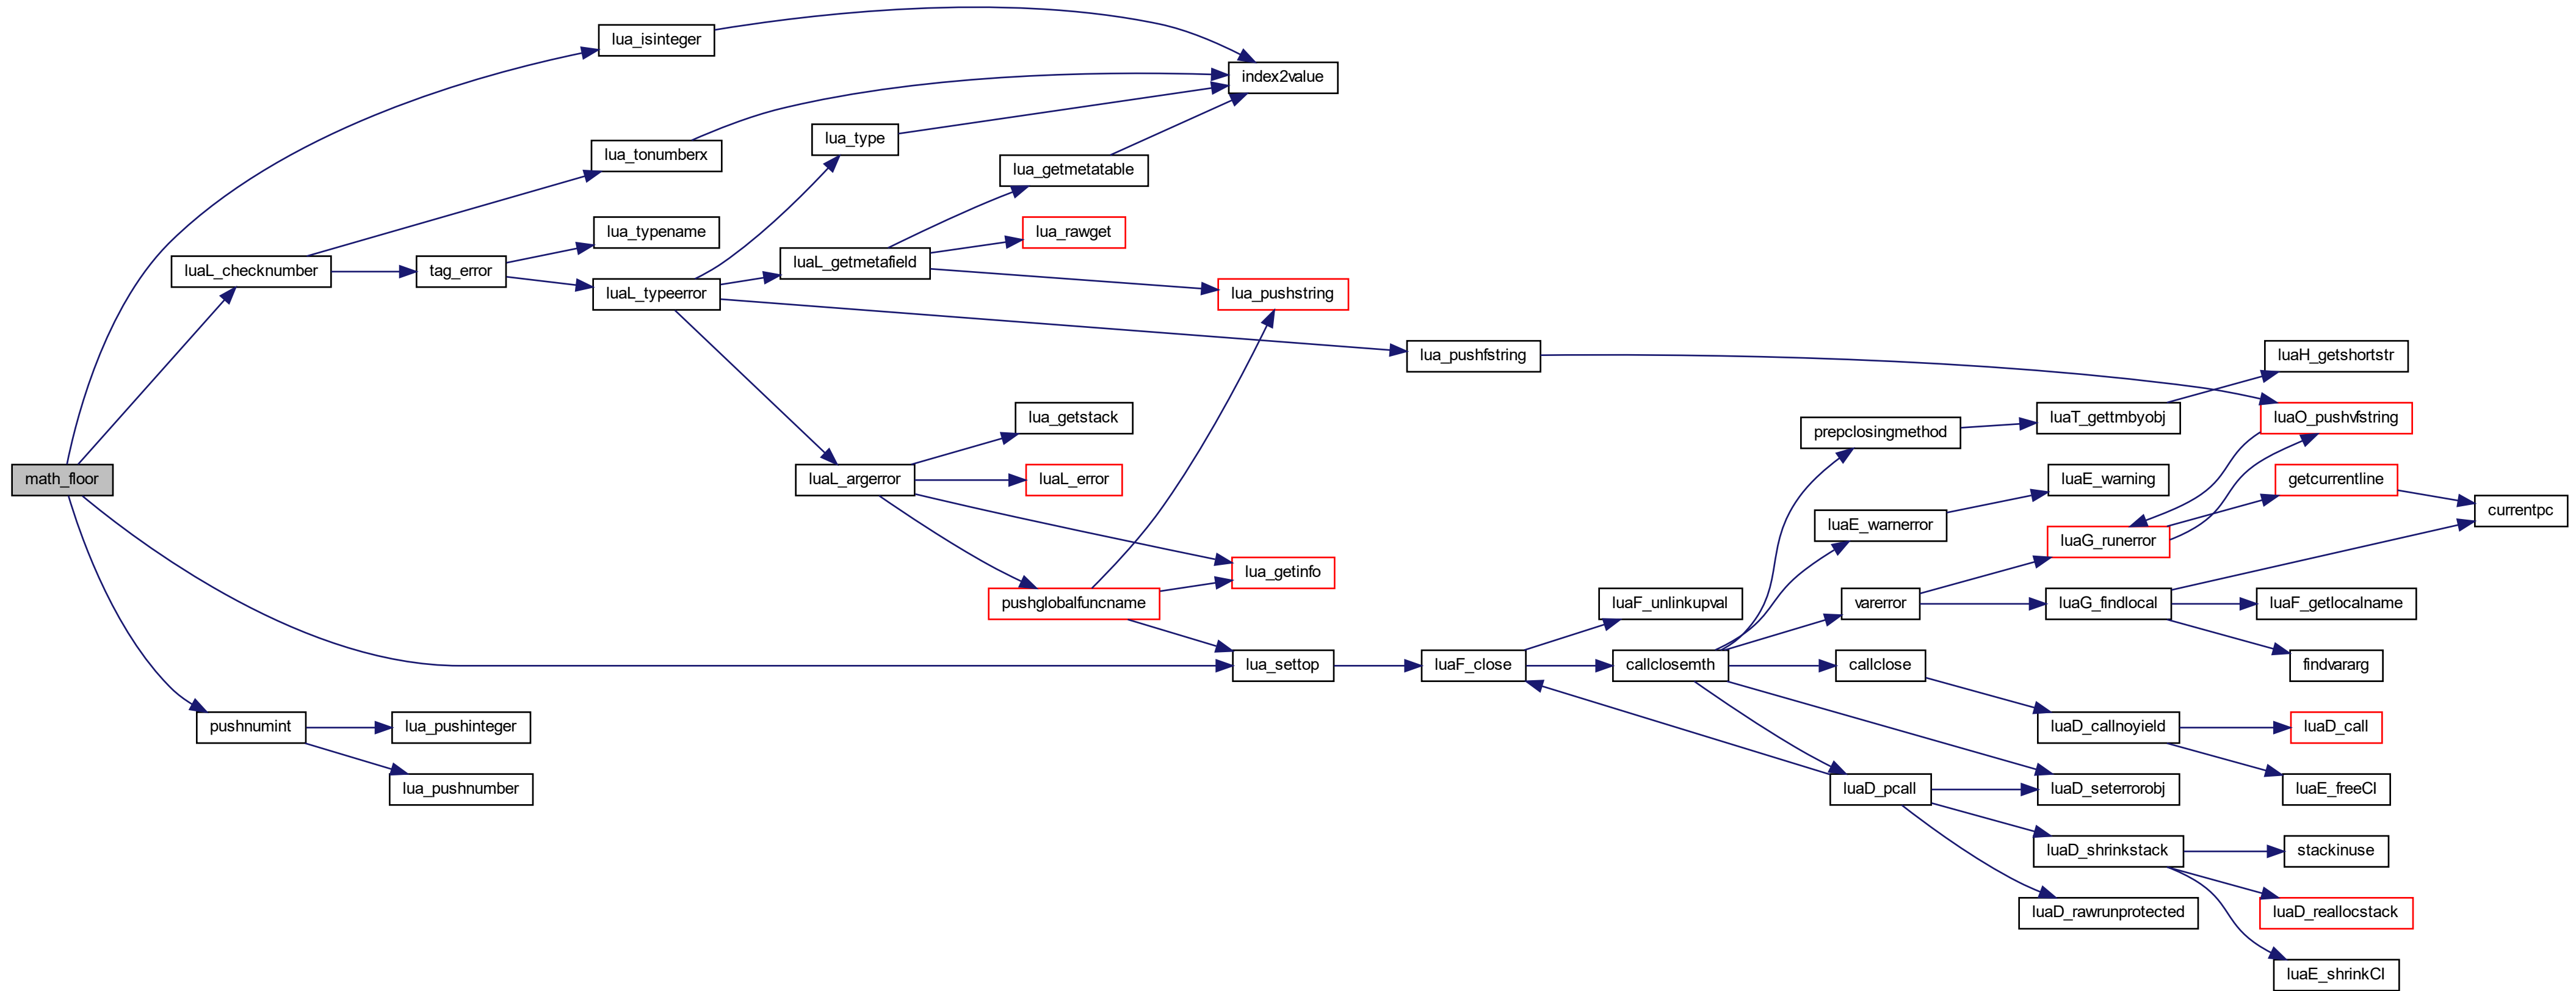 lua_isinteger
index2value
lua_type
lua_tonumberx
lua_getmetatable
lua_typename
lua_rawget
luaL_checknumber
tag_error
luaL_getmetafield
luaL_typeerror
lua_pushstring
lua_pushfstring
luaH_getshortstr
lua_getstack
luaT_gettmbyobj
luaO_pushvfstring
prepclosingmethod
math_floor
luaL_argerror
luaL_error
luaE_warning
getcurrentline
currentpc
luaE_warnerror
luaG_runerror
lua_getinfo
pushglobalfuncname
luaF_unlinkupval
varerror
luaG_findlocal
luaF_getlocalname
lua_settop
luaF_close
callclosemth
callclose
findvararg
pushnumint
lua_pushinteger
luaD_callnoyield
luaD_call
lua_pushnumber
luaD_pcall
luaD_seterrorobj
luaE_freeCI
luaD_shrinkstack
stackinuse
luaD_rawrunprotected
luaD_reallocstack
luaE_shrinkCI